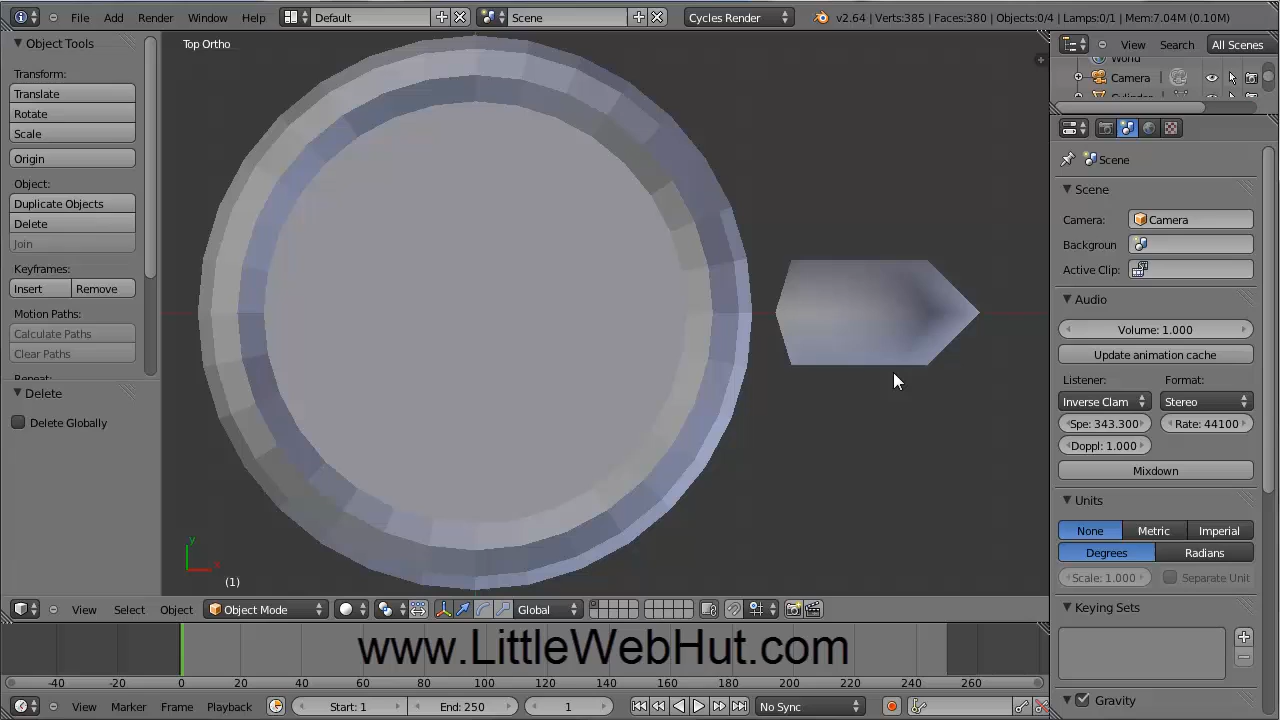 File Add Render Window Help Default Scene Cycles Render v2.64 | Verts:385 | Faces:380 | Objects:0/4 | Lamps:0/1 | Mem:7.04M (0.10M)
Object Tools
Transform:
Translate
Rotate
Scale
Origin
Object:
Duplicate Objects
Delete
Join
Keyframes:
Insert Remove
Motion Paths:
Calculate Paths
Clear Paths
Repeat:
Delete
Delete Globally
Top Ortho
y
x
(1)
View Select Object Object Mode Global
www.LittleWebHut.com
-40 -20 0 20 40 60 80 100 120 140 160 180 200 220 240 260
View Marker Frame Playback Start: 1 End: 250 1 No Sync
View Search All Scenes
World
Camera
Cylinder
Scene
Scene
Camera: Camera
Backgroun
Active Clip:
Audio
Volume: 1.000
Update animation cache
Listener: Format:
Inverse Clam Stereo
Spe: 343.300 Rate: 44100
Doppl: 1.000
Mixdown
Units
None Metric Imperial
Degrees Radians
Scale: 1.000 Separate Unit
Keying Sets
Gravity